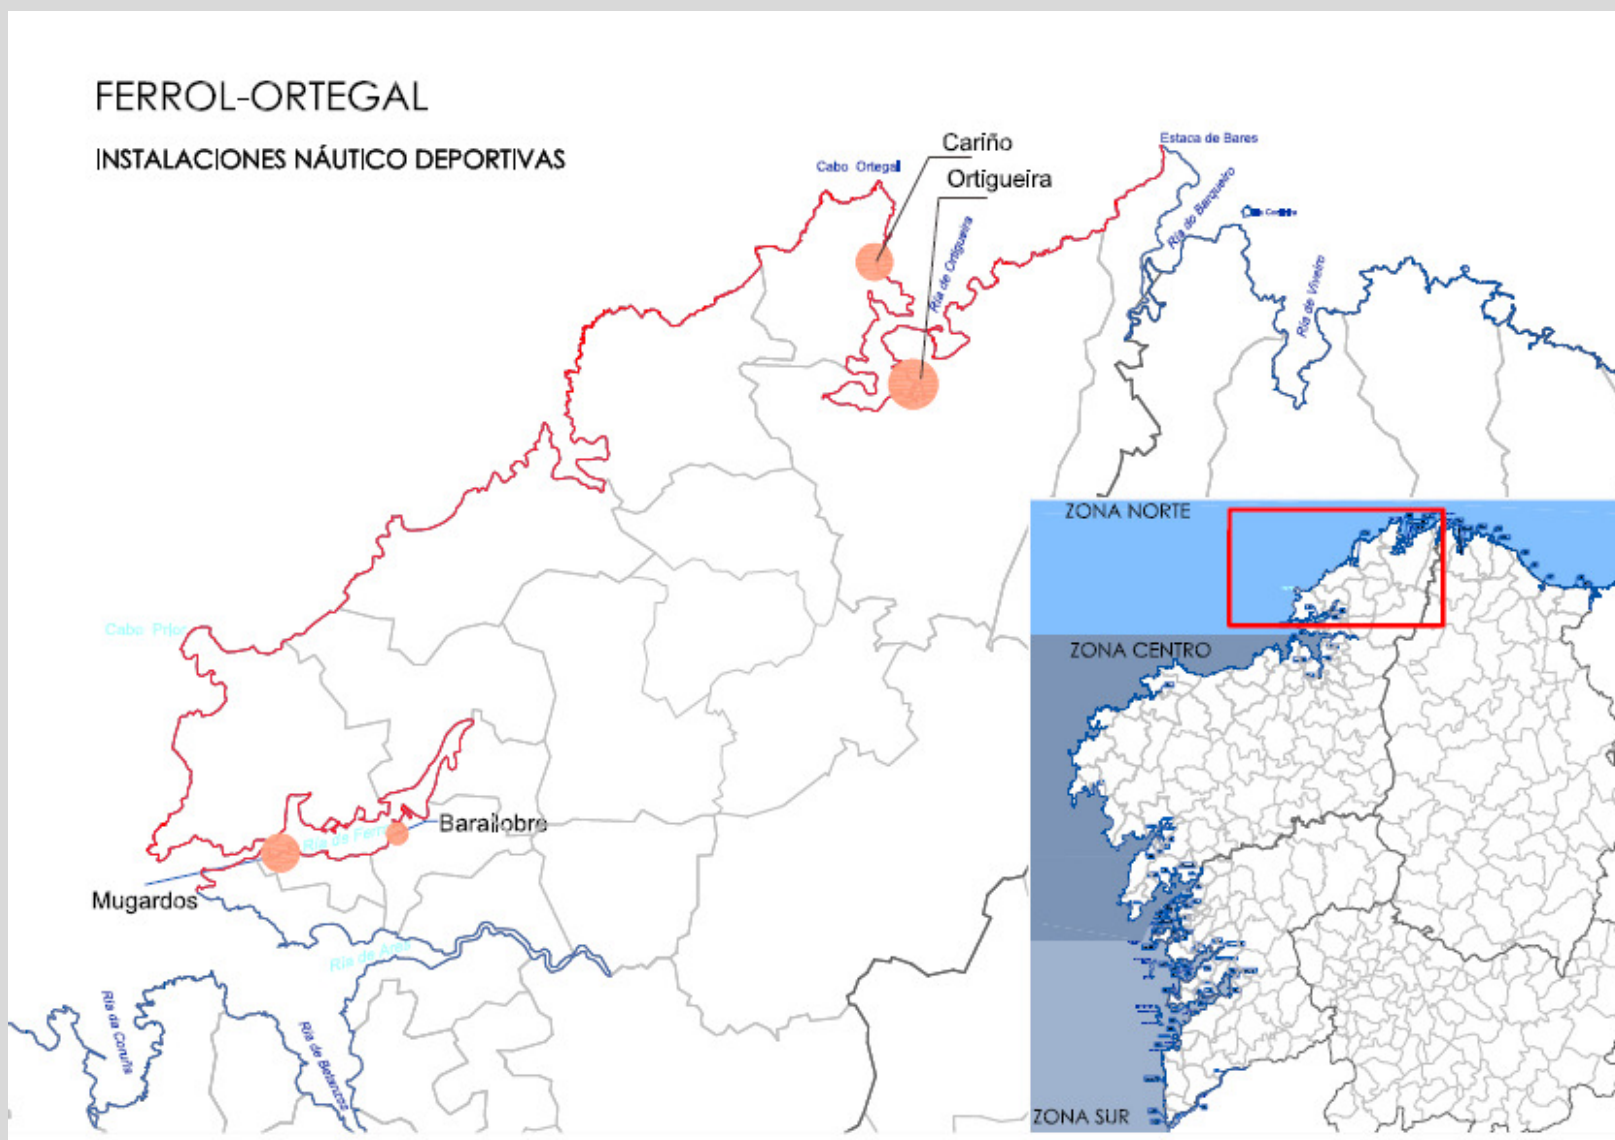 FERROL-ORTEGAL
INSTALACIONES NÁUTICO DEPORTIVAS
Cariño
Estaca de Bares
Cabo Ortegal
Ortigueira
Ría do Barqueiro
Ría de Ortigueira
Ría de Viveiro
ZONA NORTE
Cabo Prior
ZONA CENTRO
Barallobre
Ría de Ferrol
Mugardos
Ría de Ares
Ría da Coruña
Ría de Betanzos
ZONA SUR